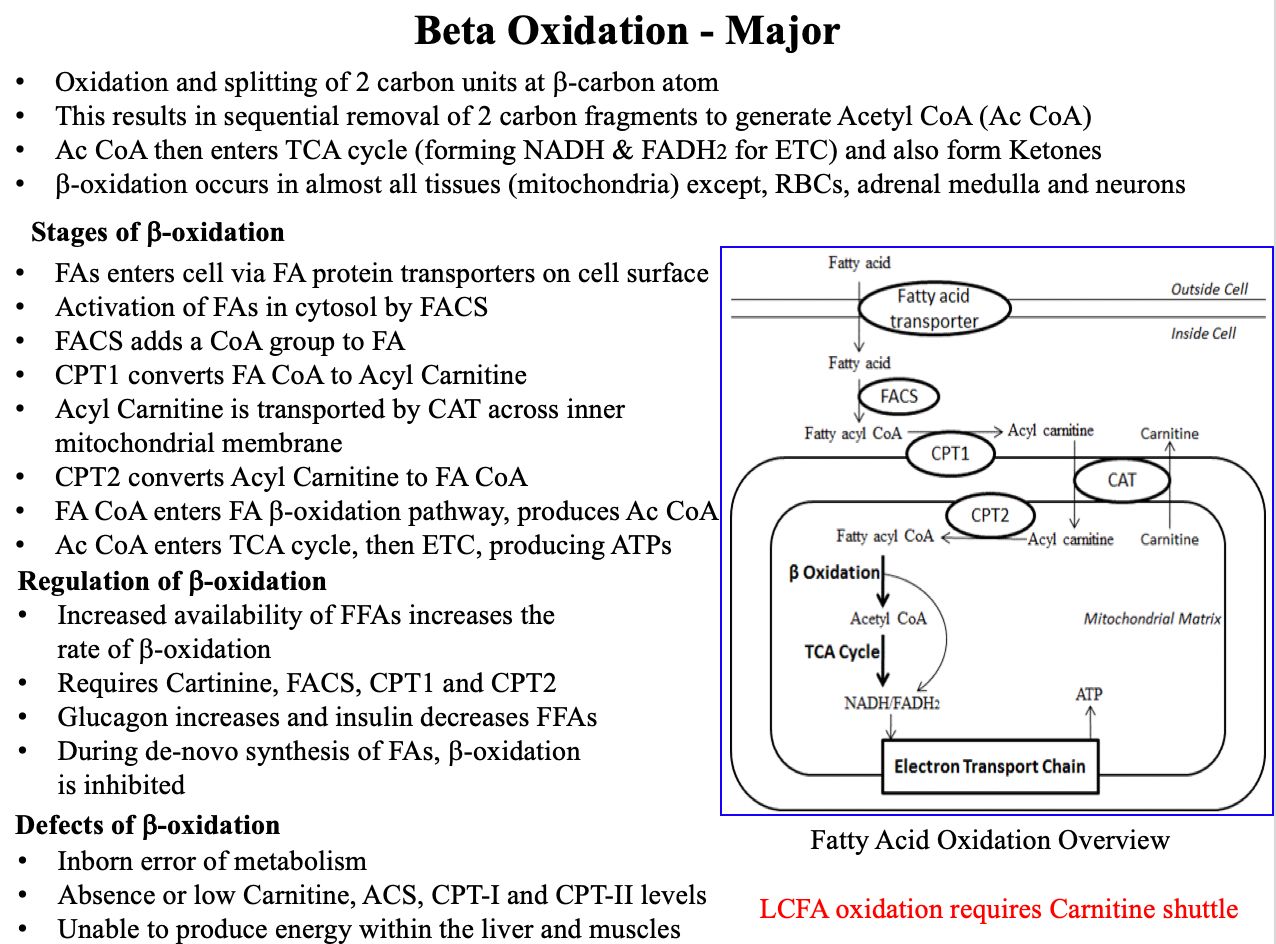 Beta Oxidation - Major
• Oxidation and splitting of 2 carbon units at β-carbon atom
• This results in sequential removal of 2 carbon fragments to generate Acetyl CoA (Ac CoA)
• Ac CoA then enters TCA cycle (forming NADH & FADH2 for ETC) and also form Ketones
• β-oxidation occurs in almost all tissues (mitochondria) except, RBCs, adrenal medulla and neurons
Stages of β-oxidation
• FAs enters cell via FA protein transporters on cell surface
• Activation of FAs in cytosol by FACS
• FACS adds a CoA group to FA
• CPT1 converts FA CoA to Acyl Carnitine
• Acyl Carnitine is transported by CAT across inner
mitochondrial membrane
• CPT2 converts Acyl Carnitine to FA CoA
• FA CoA enters FA β-oxidation pathway, produces Ac CoA
• Ac CoA enters TCA cycle, then ETC, producing ATPs
Regulation of β-oxidation
• Increased availability of FFAs increases the
rate of β-oxidation
• Requires Cartinine, FACS, CPT1 and CPT2
• Glucagon increases and insulin decreases FFAs
• During de-novo synthesis of FAs, β-oxidation
is inhibited
Defects of β-oxidation
• Inborn error of metabolism
• Absence or low Carnitine, ACS, CPT-I and CPT-II levels
• Unable to produce energy within the liver and muscles
Fatty acid
Outside Cell
Fatty acid
transporter
Inside Cell
Fatty acid
FACS
Fatty acyl CoA
Acyl carnitine
Carnitine
CPT1
CAT
CPT2
Fatty acyl CoA
Acyl carnitine
Carnitine
β Oxidation
Acetyl CoA
Mitochondrial Matrix
TCA Cycle
NADH/FADH2
ATP
Electron Transport Chain
Fatty Acid Oxidation Overview
LCFA oxidation requires Carnitine shuttle